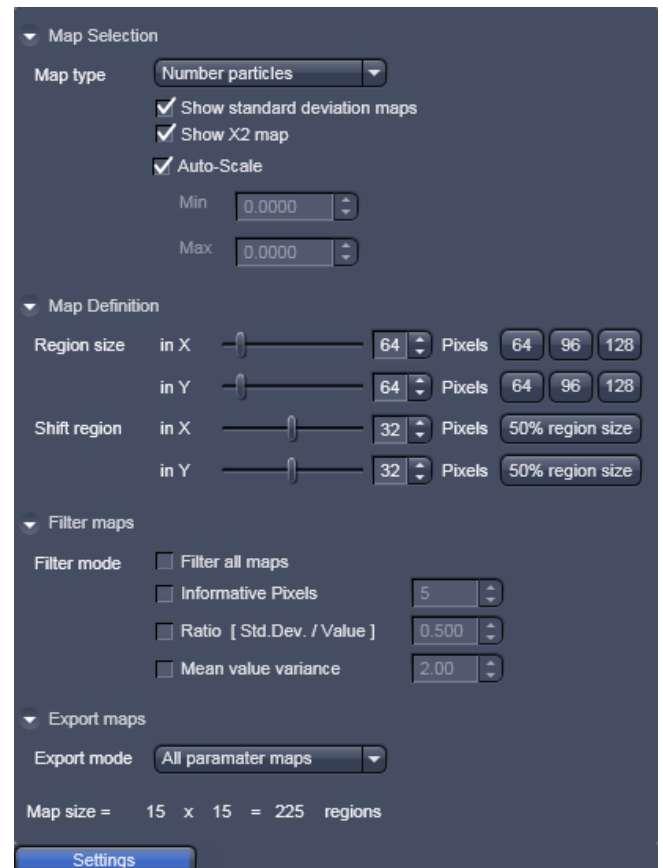 Map Selection
Map type Number particles
Show standard deviation maps
Show X2 map
Auto-Scale
Min 0.0000
Max 0.0000
Map Definition
Region size in X 64 Pixels 64 96 128
in Y 64 Pixels 64 96 128
Shift region in X 32 Pixels 50% region size
in Y 32 Pixels 50% region size
Filter maps
Filter mode Filter all maps
Informative Pixels 5
Ratio [ Std.Dev. / Value ] 0.500
Mean value variance 2.00
Export maps
Export mode All paramater maps
Map size = 15 x 15 = 225 regions
Settings